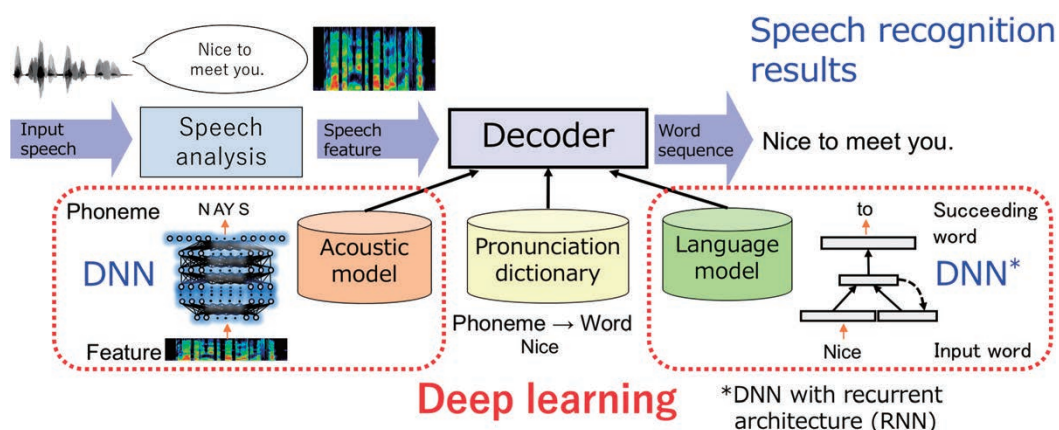 Nice to
meet you.
Speech recognition
results
Input
speech
Speech
analysis
Speech
feature
Decoder
Word
sequence
Nice to meet you.
Phoneme
N AY S
DNN
Feature
Acoustic
model
Pronunciation
dictionary
Phoneme → Word
Nice
Language
model
to
Succeeding
word
DNN*
Nice
Input word
Deep learning
*DNN with recurrent
architecture (RNN)